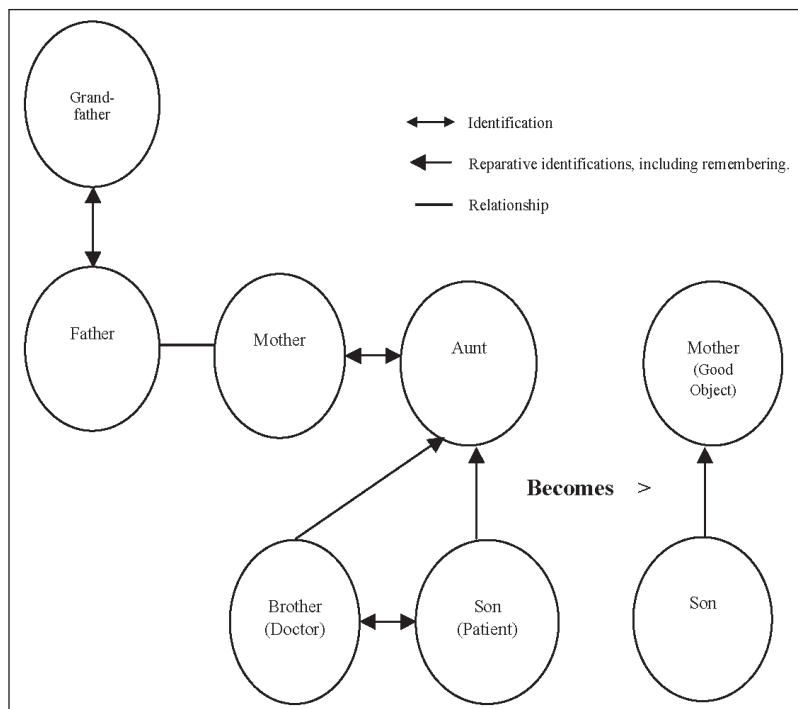 Grand-
father
Identification
Reparative identifications, including remembering.
Relationship
Father
Mother
Aunt
Mother
(Good
Object)
Becomes >
Brother
(Doctor)
Son
(Patient)
Son